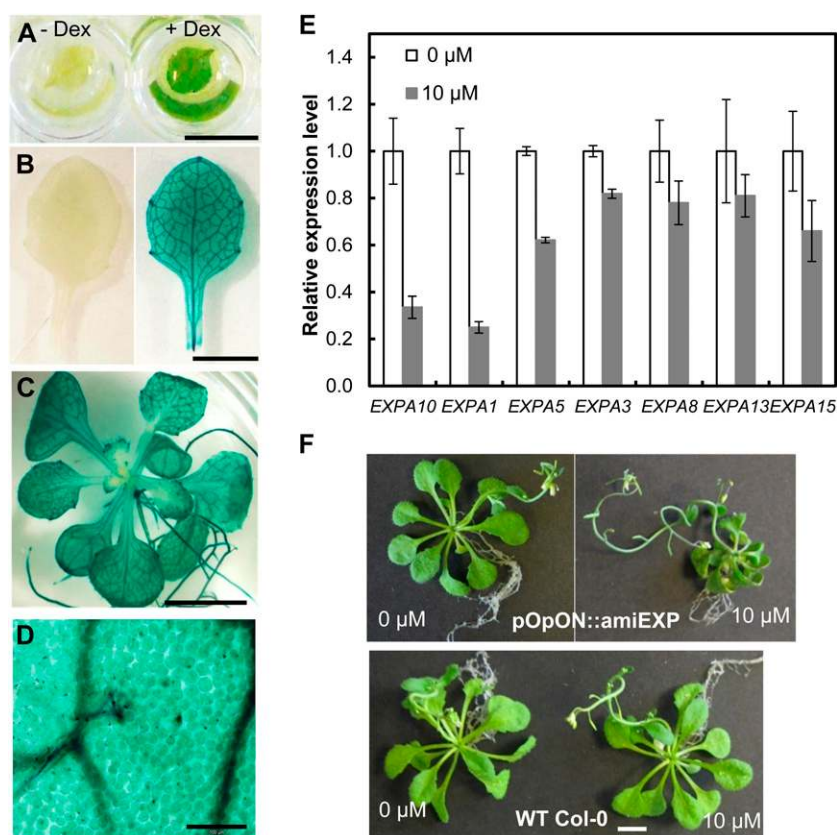 A
- Dex
+ Dex
B
C
D
E
Relative expression level
1.4
1.2
1.0
0.8
0.6
0.4
0.2
0.0
0 µM
10 µM
EXPA10 EXPA1 EXPA5 EXPA3 EXPA8 EXPA13 EXPA15
F
0 µM
pOpON::amiEXP
10 µM
0 µM
WT Col-0
10 µM